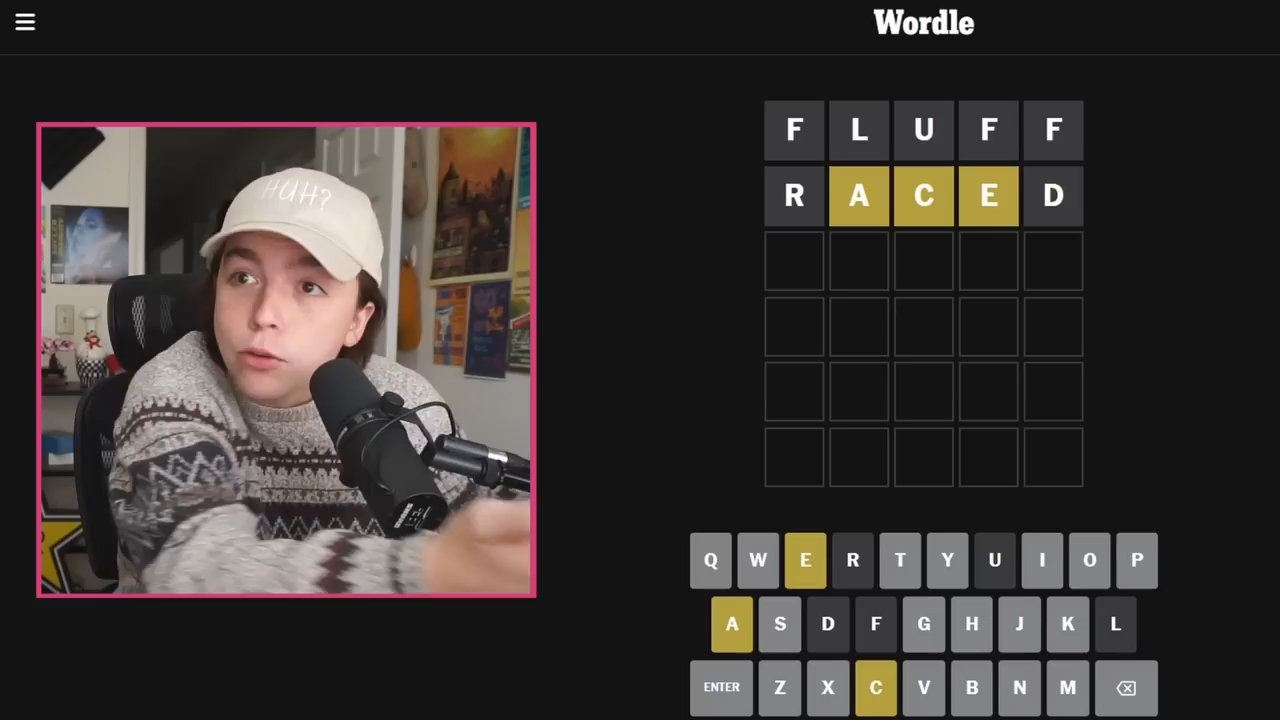 Wordle
HUH?
F L U F F
R A C E D
Q W E R T Y U I O P
A S D F G H J K L
ENTER Z X C V B N M